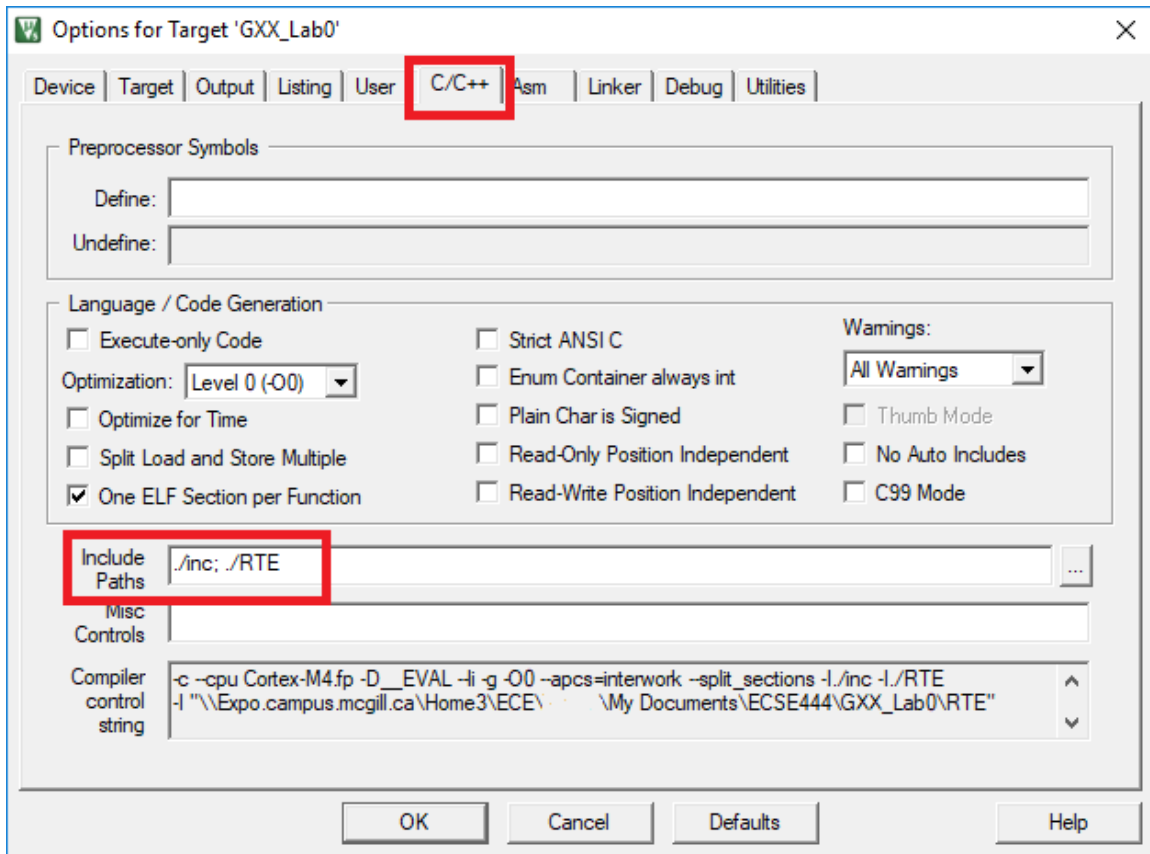 Options for Target 'GXX_Lab0'
Device Target Output Listing User C/C++ Asm Linker Debug Utilities
Preprocessor Symbols
Define:
Undefine:
Language / Code Generation
Execute-only Code
Strict ANSI C
Warnings:
Optimization: Level 0 (-O0)
Enum Container always int
All Warnings
Optimize for Time
Plain Char is Signed
Thumb Mode
Split Load and Store Multiple
Read-Only Position Independent
No Auto Includes
One ELF Section per Function
Read-Write Position Independent
C99 Mode
Include
Paths
./inc; ./RTE
...
Misc
Controls
Compiler
control
string
-c --cpu Cortex-M4.fp -D__EVAL --li -g -O0 --apcs=interwork --split_sections -I./inc -I./RTE
-I "\\Expo.campus.mcgill.ca\Home3\ECE\ \My Documents\ECSE444\GXX_Lab0\RTE"
OK Cancel Defaults Help